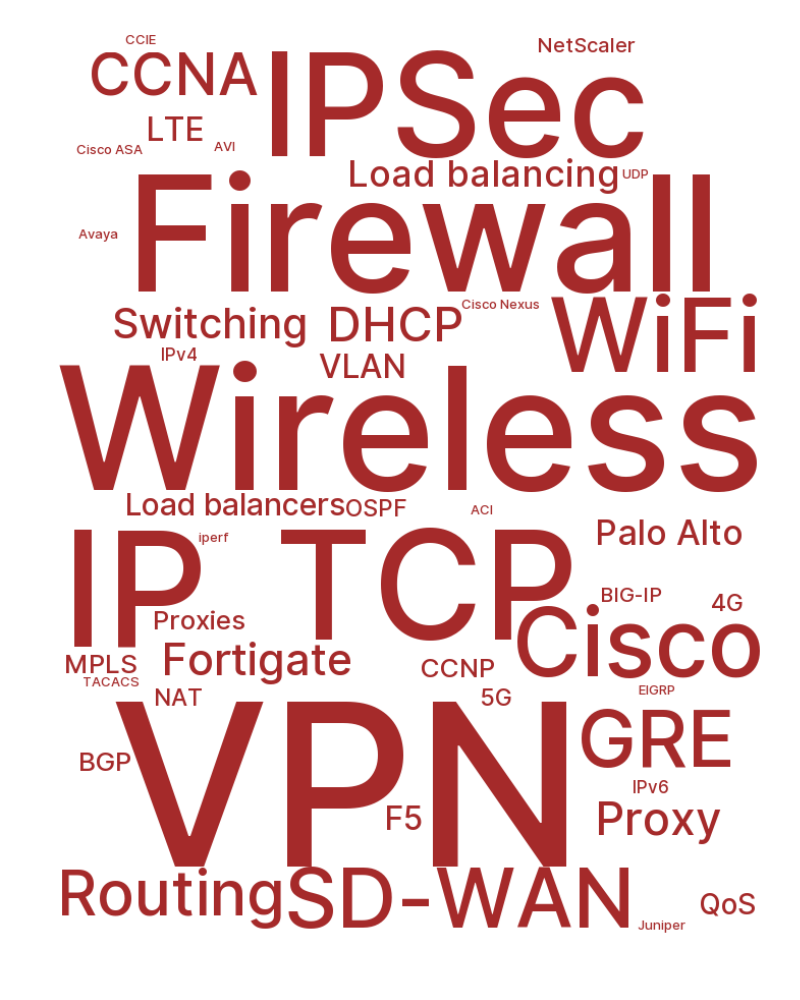 CCIE
NetScaler
CCNA
IPSec
LTE
AVI
Cisco ASA
Load balancing
UDP
Firewall
Avaya
Cisco Nexus
Switching
DHCP
WiFi
IPv4
VLAN
Wireless
Load balancers
OSPF
ACI
Palo Alto
iperf
IP
TCP
BIG-IP
4G
Proxies
Cisco
MPLS
Fortigate
CCNP
TACACS
EIGRP
NAT
5G
VPN
GRE
BGP
IPv6
F5
Proxy
Routing
SD-WAN
QoS
Juniper